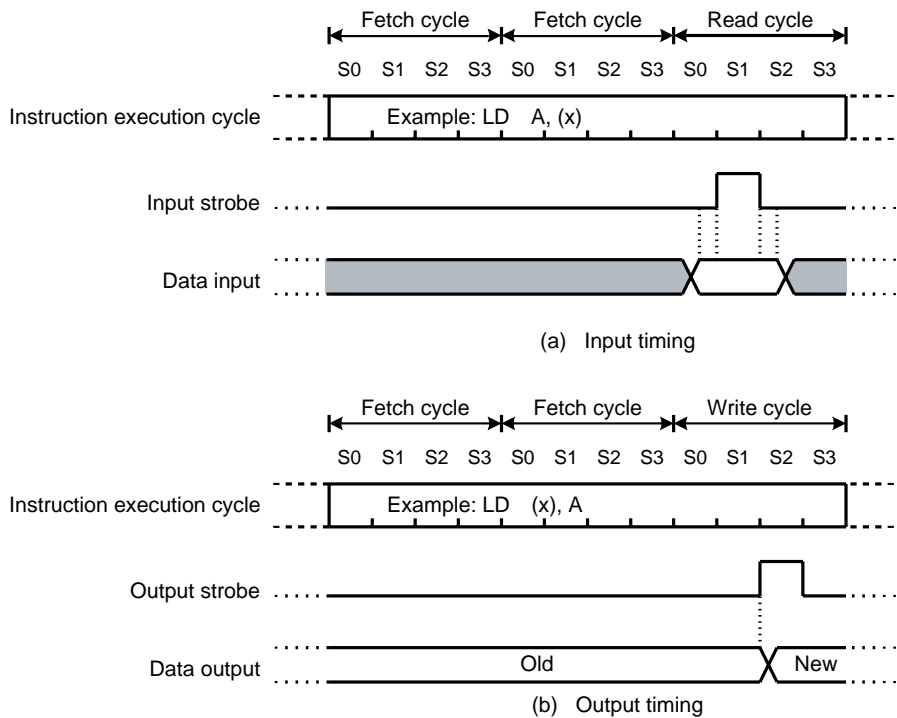 Fetch cycle Fetch cycle Read cycle
S0 S1 S2 S3 S0 S1 S2 S3 S0 S1 S2 S3
Instruction execution cycle Example: LD A, (x)
Input strobe
Data input
(a) Input timing
Fetch cycle Fetch cycle Write cycle
S0 S1 S2 S3 S0 S1 S2 S3 S0 S1 S2 S3
Instruction execution cycle Example: LD (x), A
Output strobe
Data output Old New
(b) Output timing